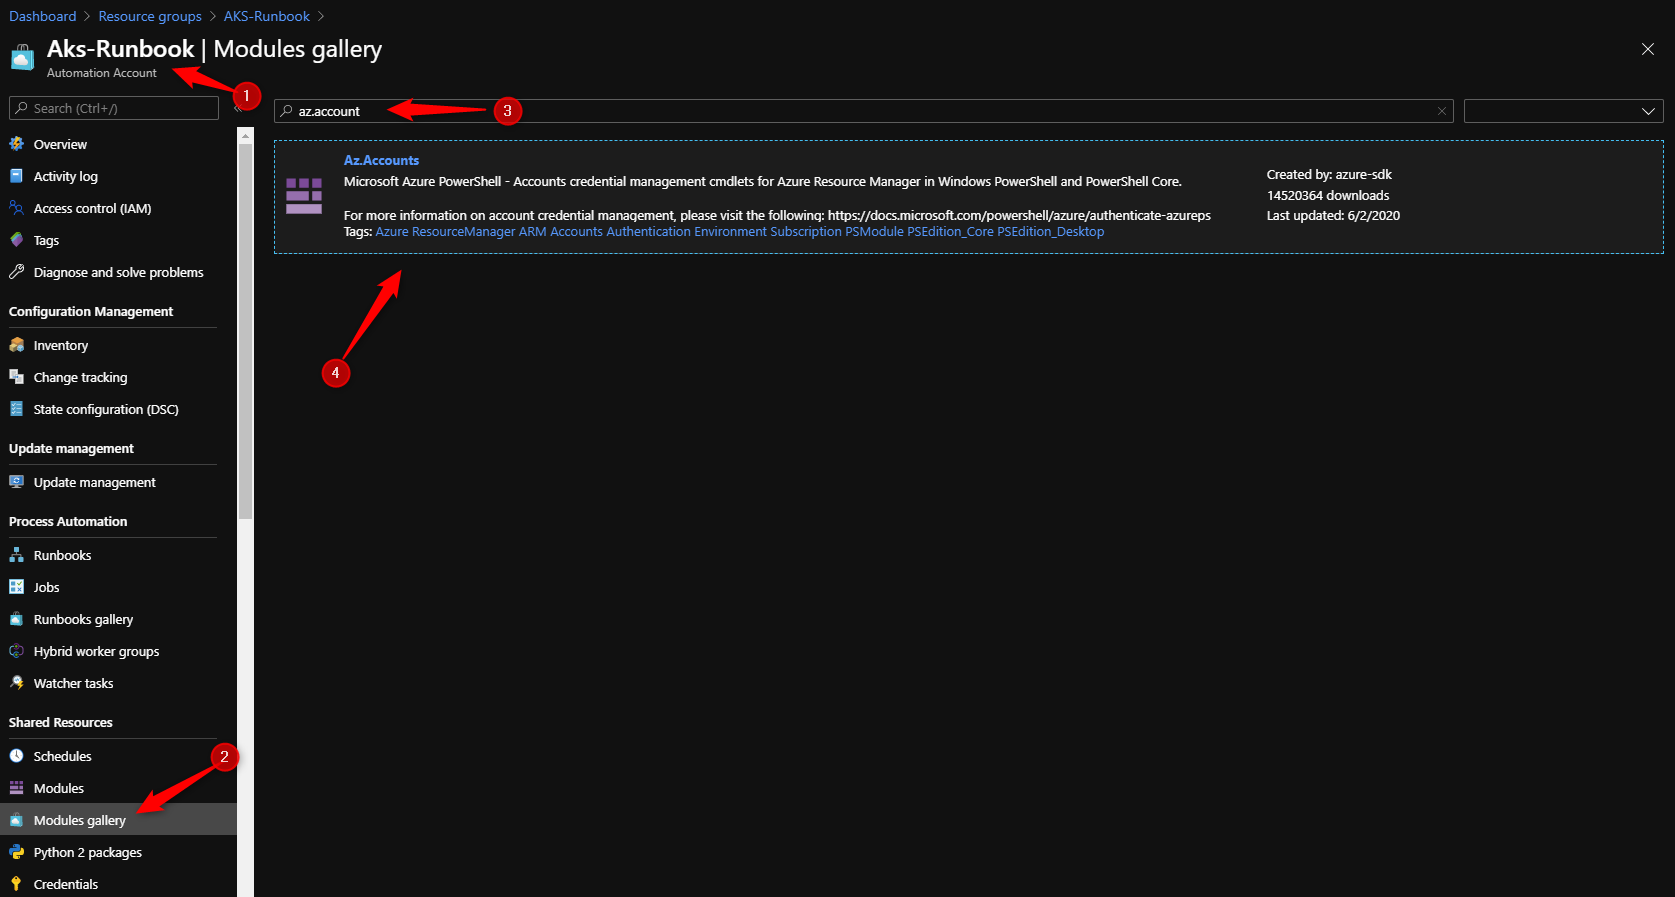 Dashboard > Resource groups > AKS-Runbook >
Aks-Runbook | Modules gallery
Automation Account
1
Search (Ctrl+/)
«
az.account
3
Overview
Activity log
Access control (IAM)
Tags
Diagnose and solve problems
Configuration Management
Inventory
Change tracking
State configuration (DSC)
Update management
Update management
Process Automation
Runbooks
Jobs
Runbooks gallery
Hybrid worker groups
Watcher tasks
Shared Resources
Schedules
2
Modules
Modules gallery
Python 2 packages
Credentials
Az.Accounts
Microsoft Azure PowerShell - Accounts credential management cmdlets for Azure Resource Manager in Windows PowerShell and PowerShell Core.
For more information on account credential management, please visit the following: https://docs.microsoft.com/powershell/azure/authenticate-azureps
Tags: Azure ResourceManager ARM Accounts Authentication Environment Subscription PSModule PSEdition_Core PSEdition_Desktop
Created by: azure-sdk
14520364 downloads
Last updated: 6/2/2020
4